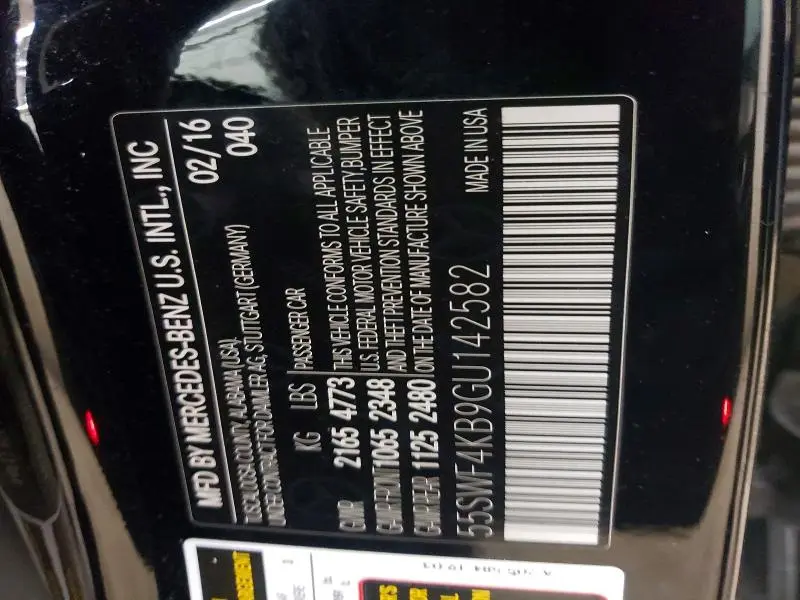 MFD BY MERCEDES-BENZ U.S. INTL., INC
02/16
040
TUSCALOOSA COUNTY, ALABAMA (USA)
UNDER CONTRACT FOR DAIMLER AG, STUTTGART (GERMANY)
KG LBS PASSENGER CAR
GVWR 2165 4773 THIS VEHICLE CONFORMS TO ALL APPLICABLE
GAWR FRONT 1065 2348 U.S. FEDERAL MOTOR VEHICLE SAFETY, BUMPER
GAWR REAR 1125 2480 AND THEFT PREVENTION STANDARDS IN EFFECT
ON THE DATE OF MANUFACTURE SHOWN ABOVE
55SWF4KB9GU142582 MADE IN USA